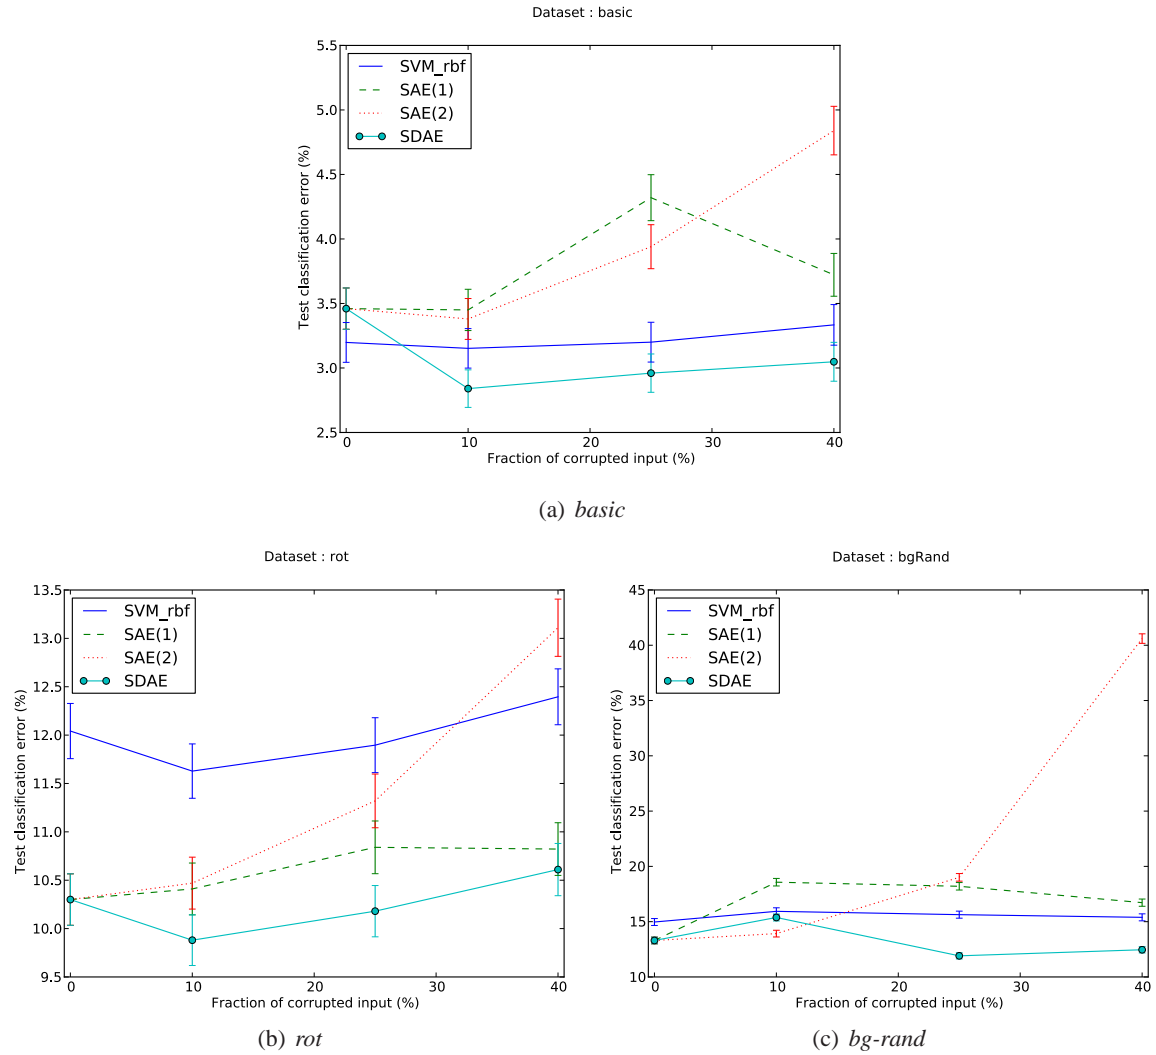 Dataset : basic
5.5
5.0
4.5
4.0
3.5
3.0
2.5
Test classification error (%)
SVM_rbf
SAE(1)
SAE(2)
SDAE
0 10 20 30 40
Fraction of corrupted input (%)
(a) basic
Dataset : rot
13.5
13.0
12.5
12.0
11.5
11.0
10.5
10.0
9.5
Test classification error (%)
SVM_rbf
SAE(1)
SAE(2)
SDAE
0 10 20 30 40
Fraction of corrupted input (%)
(b) rot
Dataset : bgRand
45
40
35
30
25
20
15
10
Test classification error (%)
SVM_rbf
SAE(1)
SAE(2)
SDAE
0 10 20 30 40
Fraction of corrupted input (%)
(c) bg-rand